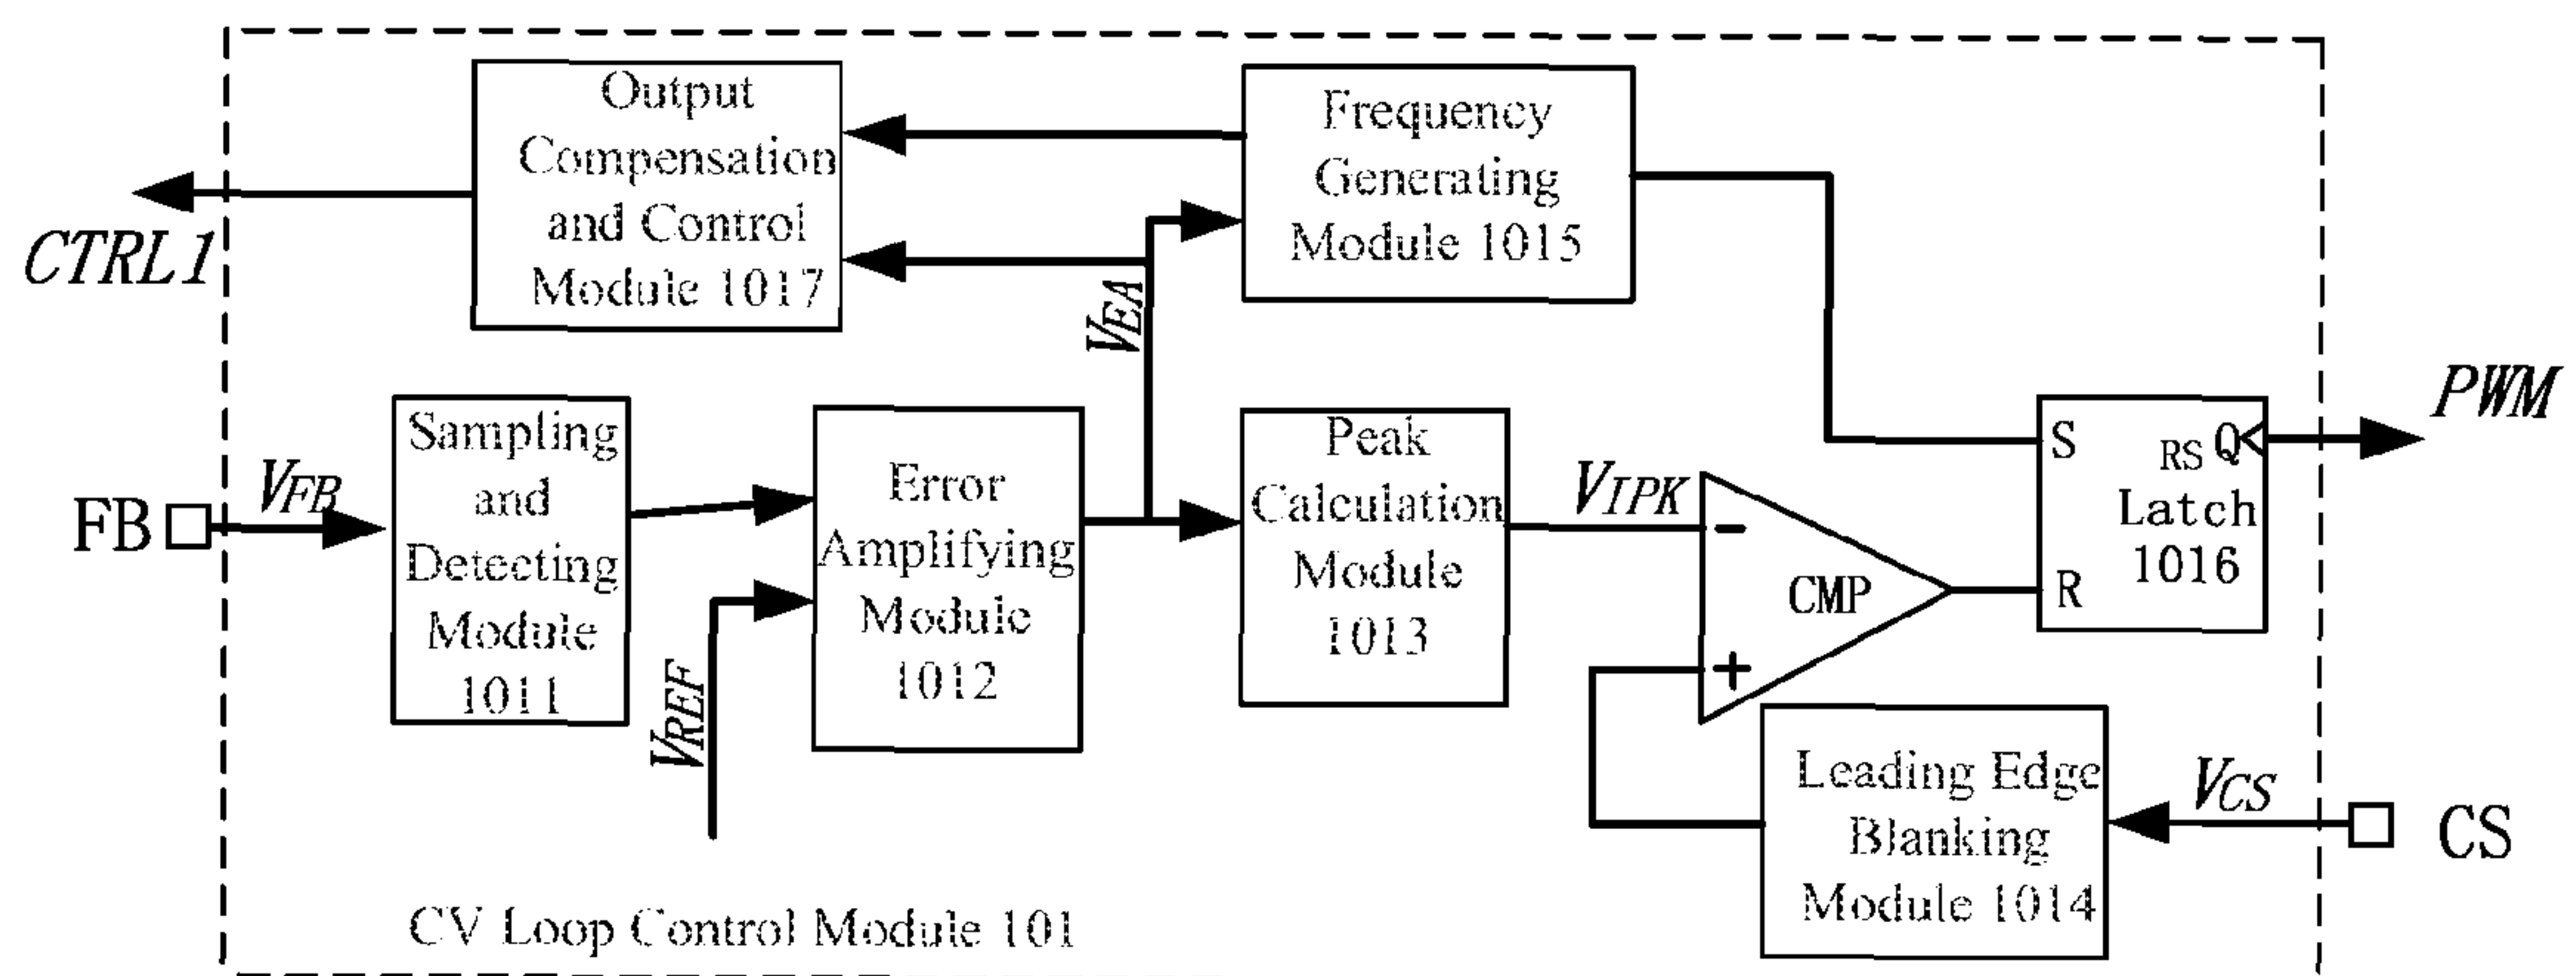 Output
Compensation
and Control
Module 1017
Frequency
Generating
Module 1015
CTRL1
VEA
PWM
Sampling
and
Detecting
Module
1011
Error
Amplifying
Module
1012
Peak
Calculation
Module
1013
VIPK
-
+
CMP
S
RS Q
Latch
1016
R
FB
VFB
VREF
Leading Edge
Blanking
Module 1014
VCS
CS
CV Loop Control Module 101